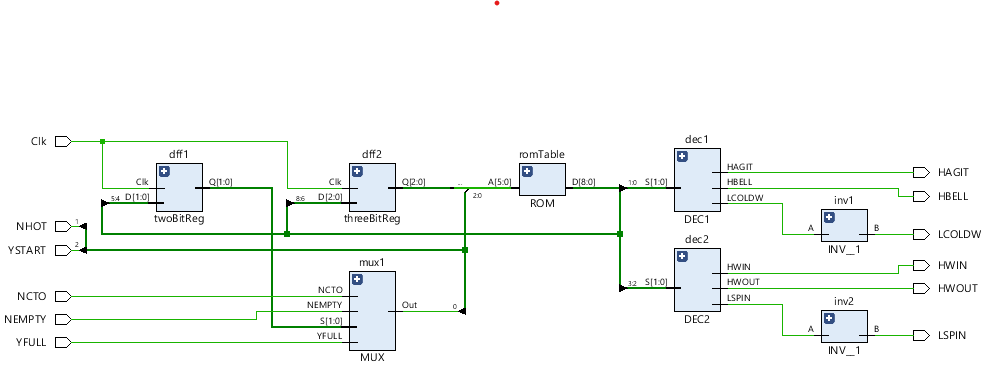 Clk
NHOT
YSTART
NCTO
NEMPTY
YFULL
dff1
Clk
5:4
D[1:0]
Q[1:0]
twoBitReg
dff2
Clk
8:6
D[2:0]
Q[2:0]
threeBitReg
1
2
mux1
NCTO
NEMPTY
S[1:0]
YFULL
Out
0
MUX
..
2:0
romTable
A[5:0]
D[8:0]
ROM
dec1
1:0
S[1:0]
HAGIT
HBELL
LCOLDW
DEC1
inv1
A
B
INV__1
dec2
3:2
S[1:0]
HWIN
HWOUT
LSPIN
DEC2
inv2
A
B
INV__1
HAGIT
HBELL
LCOLDW
HWIN
HWOUT
LSPIN